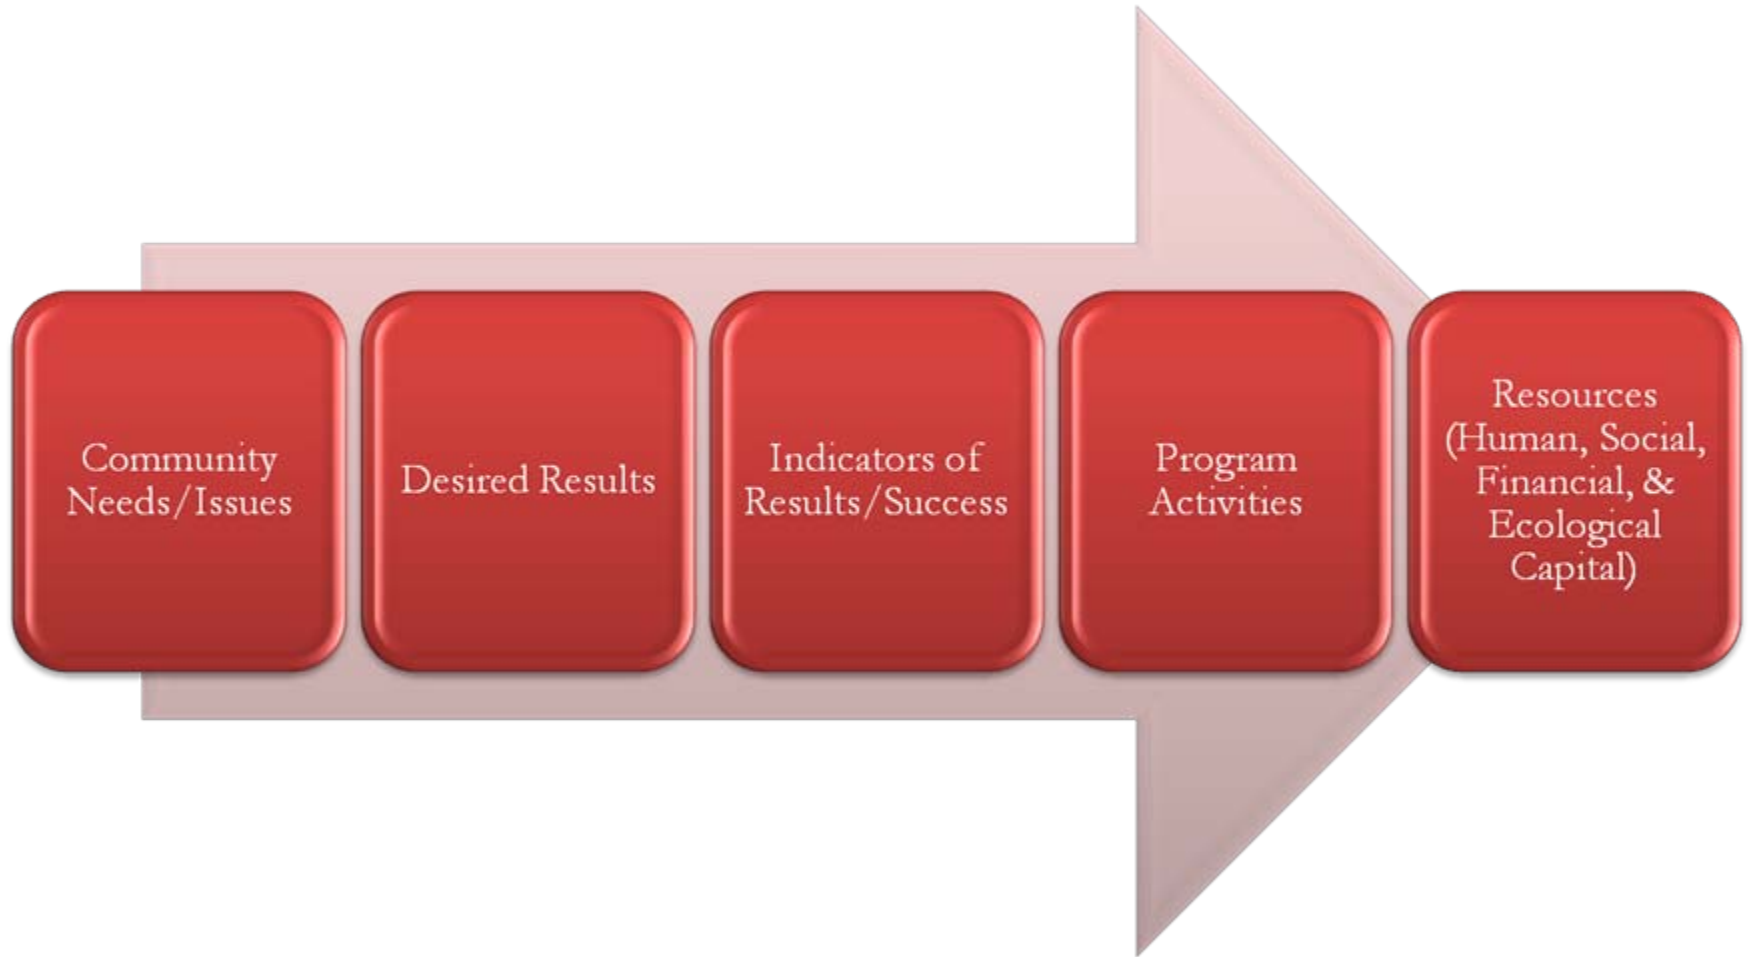 Community
Needs/Issues
Desired Results
Indicators of
Results/Success
Program
Activities
Resources
(Human, Social,
Financial, &
Ecological
Capital)